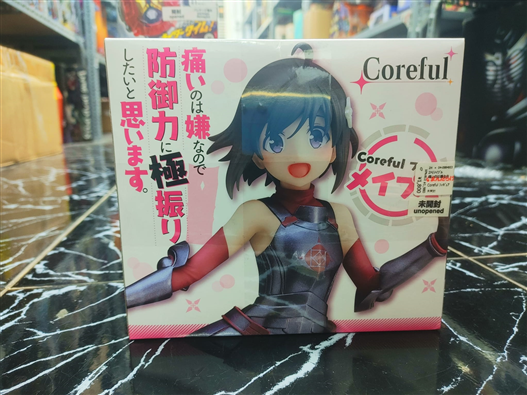 痛いのは嫌なので
防御力に極振り
したいと思います。
Coreful
Coreful フ
メイプ
未開封
unopened